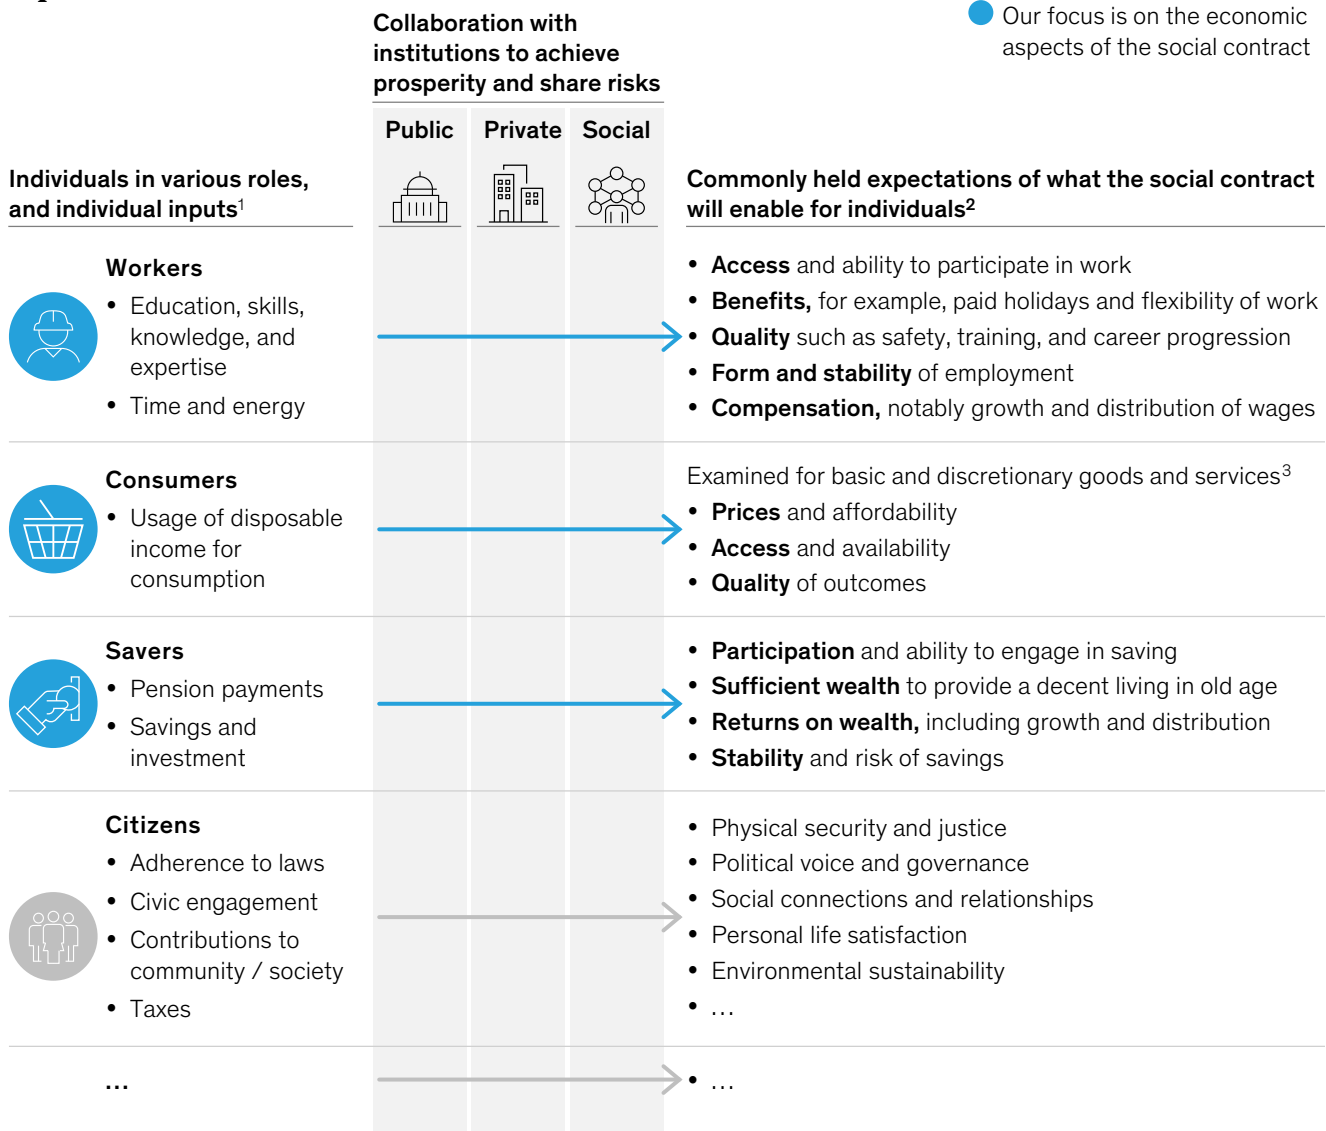 Collaboration with
institutions to achieve
prosperity and share risks
Our focus is on the economic
aspects of the social contract
Public Private Social
Individuals in various roles,
and individual inputs¹
Commonly held expectations of what the social contract
will enable for individuals²
Workers
• Education, skills,
knowledge, and
expertise
• Time and energy
• Access and ability to participate in work
• Benefits, for example, paid holidays and flexibility of work
• Quality such as safety, training, and career progression
• Form and stability of employment
• Compensation, notably growth and distribution of wages
Consumers
• Usage of disposable
income for
consumption
Examined for basic and discretionary goods and services³
• Prices and affordability
• Access and availability
• Quality of outcomes
Savers
• Pension payments
• Savings and
investment
• Participation and ability to engage in saving
• Sufficient wealth to provide a decent living in old age
• Returns on wealth, including growth and distribution
• Stability and risk of savings
Citizens
• Adherence to laws
• Civic engagement
• Contributions to
community / society
• Taxes
• Physical security and justice
• Political voice and governance
• Social connections and relationships
• Personal life satisfaction
• Environmental sustainability
• …
…
• …